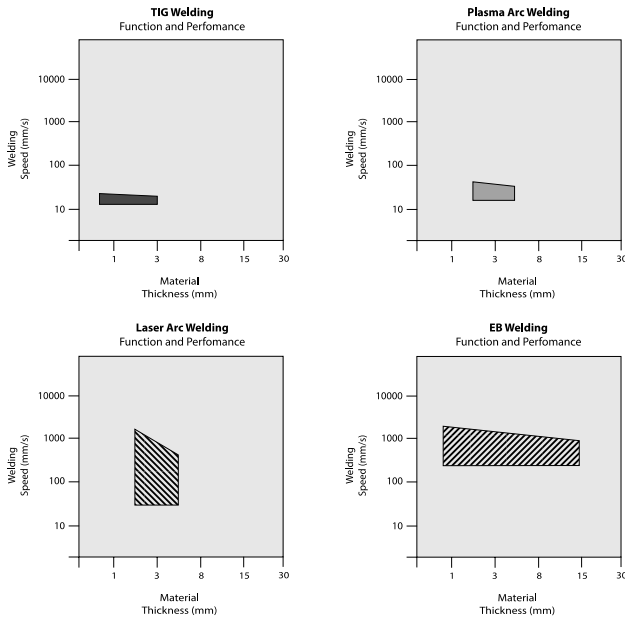 TIG Welding
Function and Perfomance
10000
1000
100
10
Welding
Speed (mm/s)
1 3 8 15 30
Material
Thickness (mm)
Plasma Arc Welding
Function and Perfomance
10000
1000
100
10
Welding
Speed (mm/s)
1 3 8 15 30
Material
Thickness (mm)
Laser Arc Welding
Function and Perfomance
10000
1000
100
10
Welding
Speed (mm/s)
1 3 8 15 30
Material
Thickness (mm)
EB Welding
Function and Perfomance
10000
1000
100
10
Welding
Speed (mm/s)
1 3 8 15 30
Material
Thickness (mm)